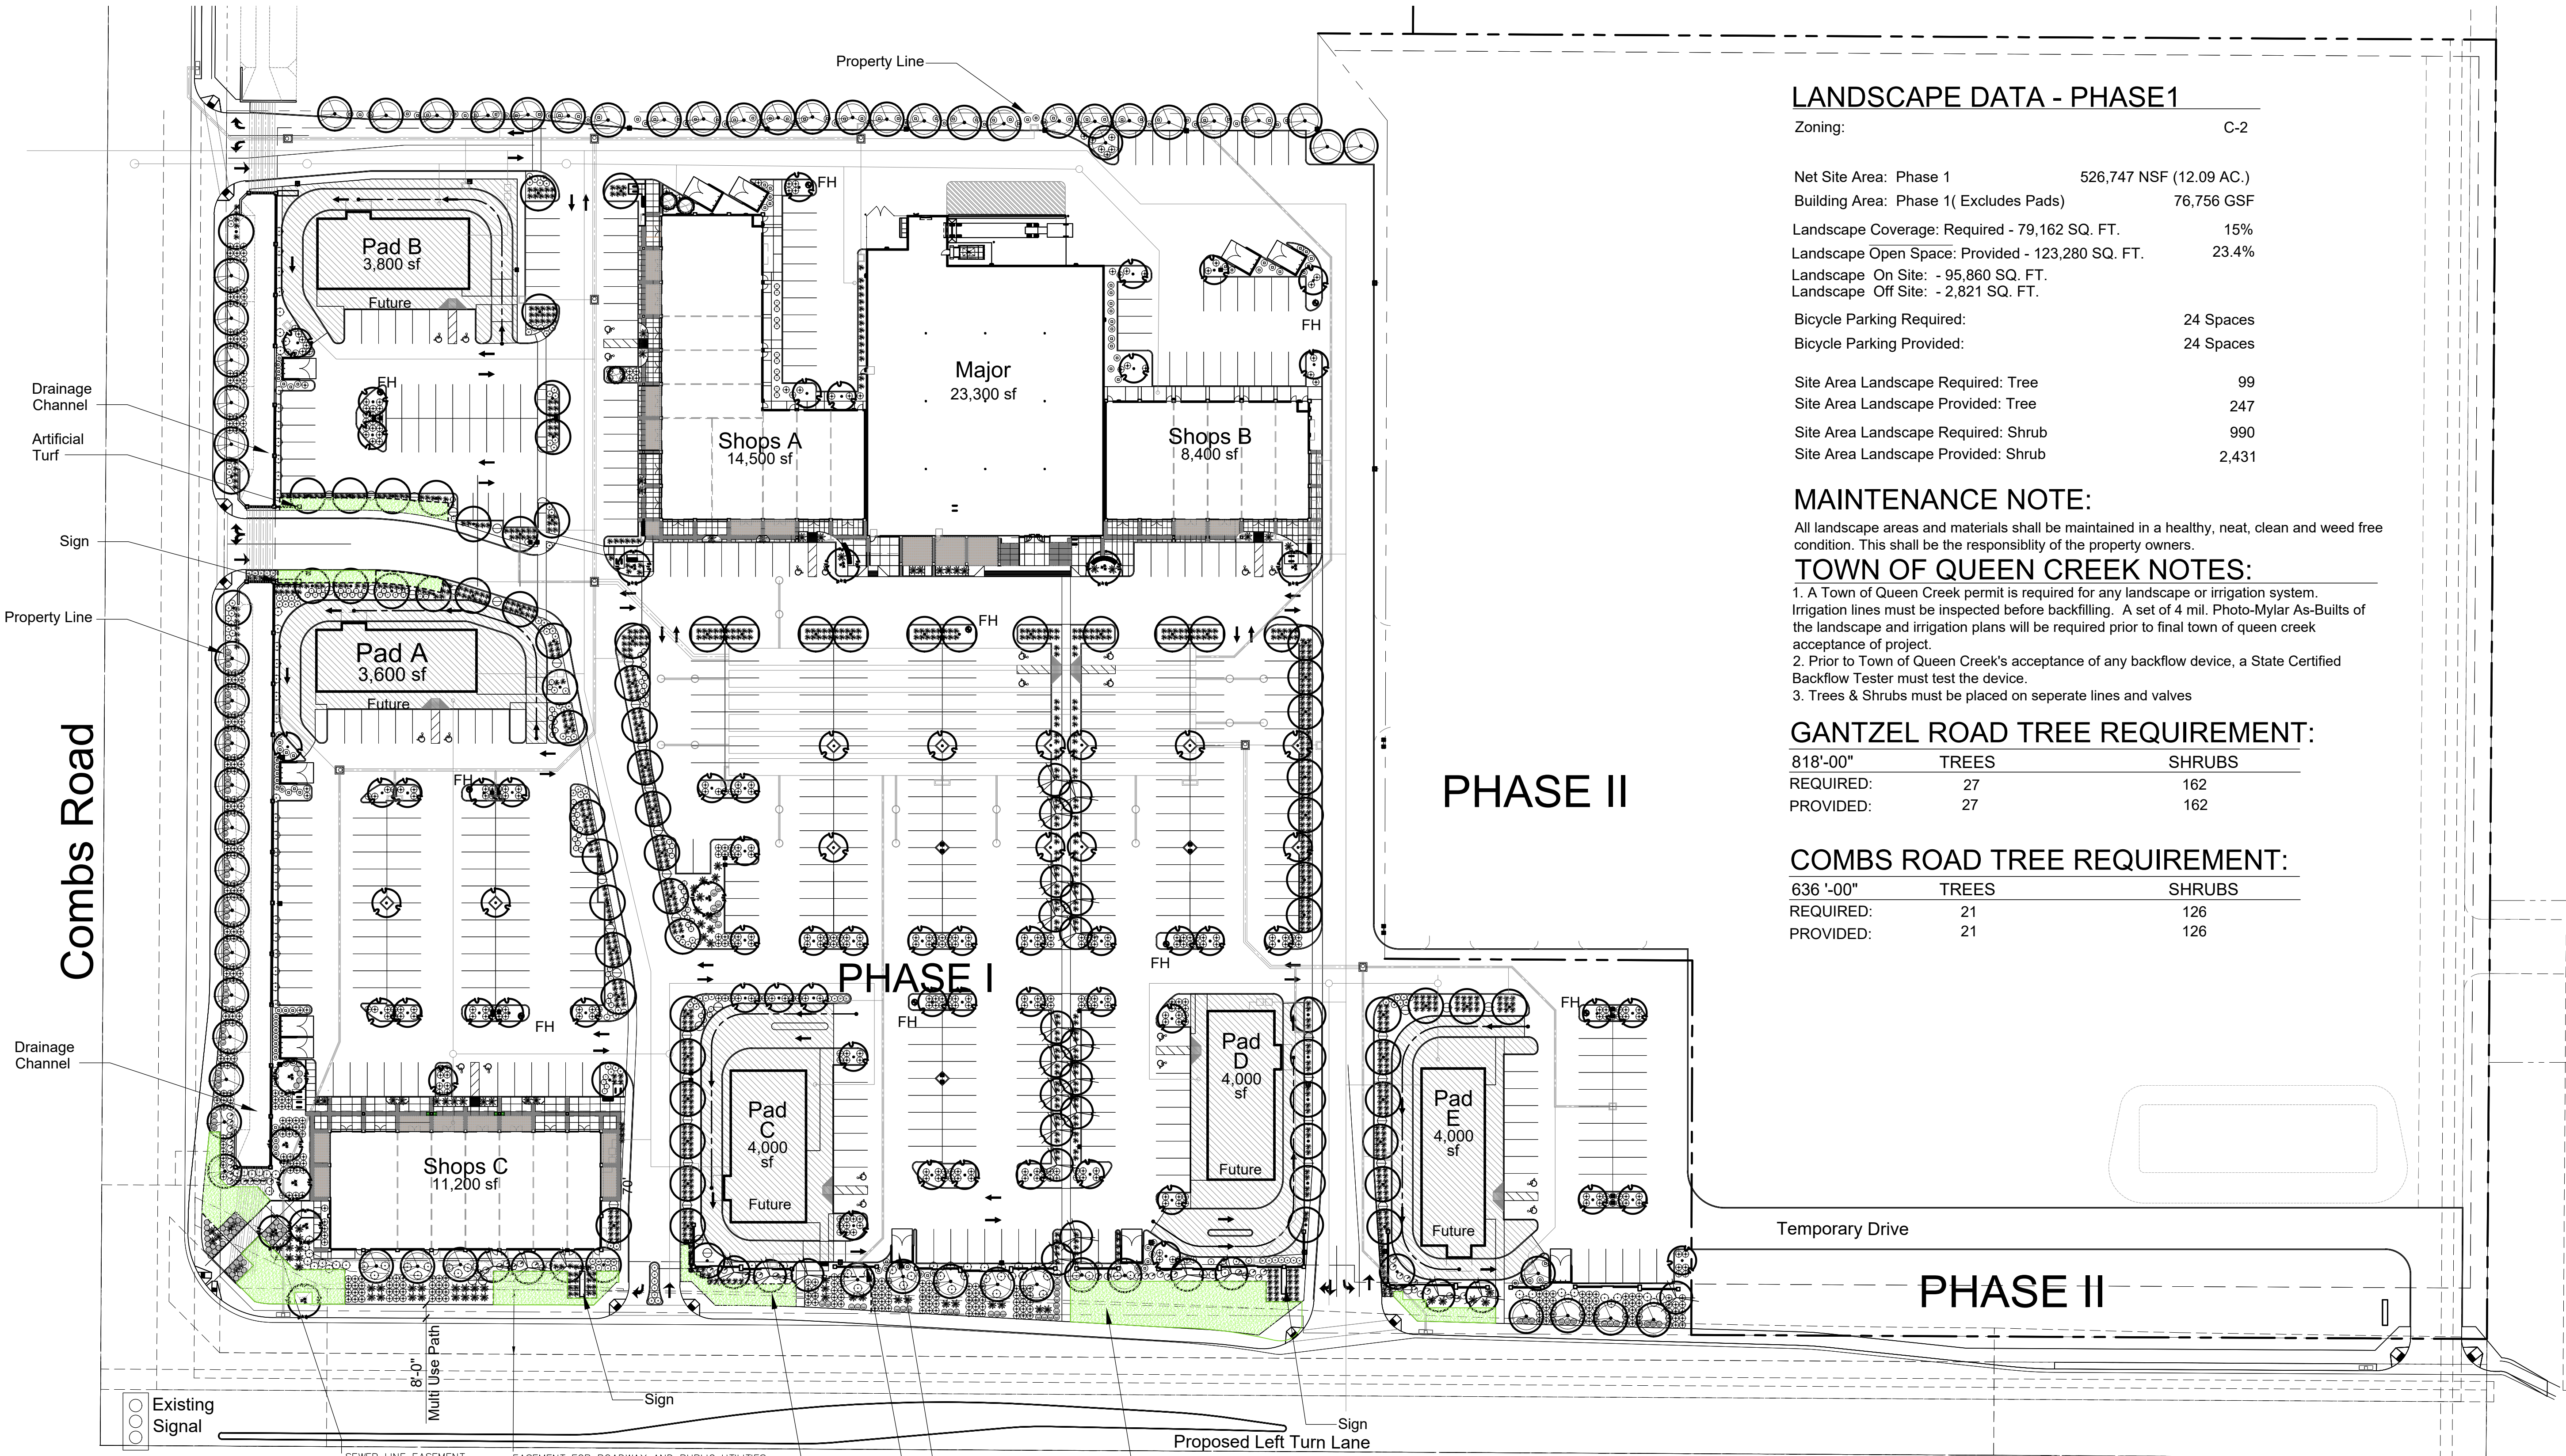 Property Line
LANDSCAPE DATA - PHASE1
Zoning: C-2
Net Site Area: Phase 1 526,747 NSF (12.09 AC.)
Building Area: Phase 1( Excludes Pads) 76,756 GSF
Landscape Coverage: Required - 79,162 SQ. FT. 15%
Landscape Open Space: Provided - 123,280 SQ. FT. 23.4%
Landscape On Site: - 95,860 SQ. FT.
Landscape Off Site: - 2,821 SQ. FT.
Bicycle Parking Required: 24 Spaces
Bicycle Parking Provided: 24 Spaces
Site Area Landscape Required: Tree 99
Site Area Landscape Provided: Tree 247
Site Area Landscape Required: Shrub 990
Site Area Landscape Provided: Shrub 2,431
MAINTENANCE NOTE:
All landscape areas and materials shall be maintained in a healthy, neat, clean and weed free
condition. This shall be the responsiblity of the property owners.
TOWN OF QUEEN CREEK NOTES:
1. A Town of Queen Creek permit is required for any landscape or irrigation system.
Irrigation lines must be inspected before backfilling. A set of 4 mil. Photo-Mylar As-Builts of
the landscape and irrigation plans will be required prior to final town of queen creek
acceptance of project.
2. Prior to Town of Queen Creek's acceptance of any backflow device, a State Certified
Backflow Tester must test the device.
3. Trees & Shrubs must be placed on seperate lines and valves
GANTZEL ROAD TREE REQUIREMENT:
818'-00" TREES SHRUBS
REQUIRED: 27 162
PROVIDED: 27 162
COMBS ROAD TREE REQUIREMENT:
636 '-00" TREES SHRUBS
REQUIRED: 21 126
PROVIDED: 21 126
FH
Pad B
3,800 sf
Future
FH
FH
Major
23,300 sf
Shops A
14,500 sf
Shops B
8,400 sf
Drainage
Channel
Artificial
Turf
Sign
Property Line
FH
Pad A
3,600 sf
Future
Combs Road
FH
PHASE II
PHASE I
FH
FH
FH
FH
Drainage
Channel
Pad
C
4,000
sf
Future
Pad
D
4,000
sf
Future
Pad
E
4,000
sf
Future
Shops C
11,200 sf
70'
Temporary Drive
PHASE II
8'-0"
Multi Use Path
Sign
Sign
Existing
Signal
Proposed Left Turn Lane
SEWER LINE EASEMENT
EASEMENT FOR ROADWAY AND PUBLIC UTILITIES